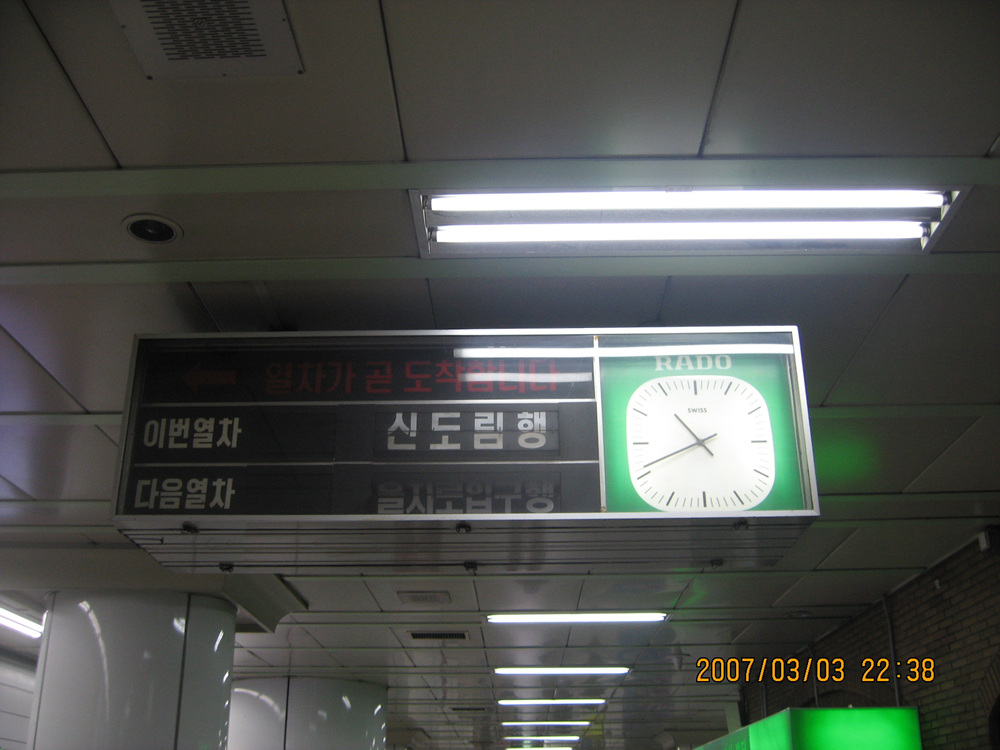 열차가 곧 도착합니다
이번열차 신도림행
다음열차 을지로입구행
RADO
SWISS
2007/03/03 22:38